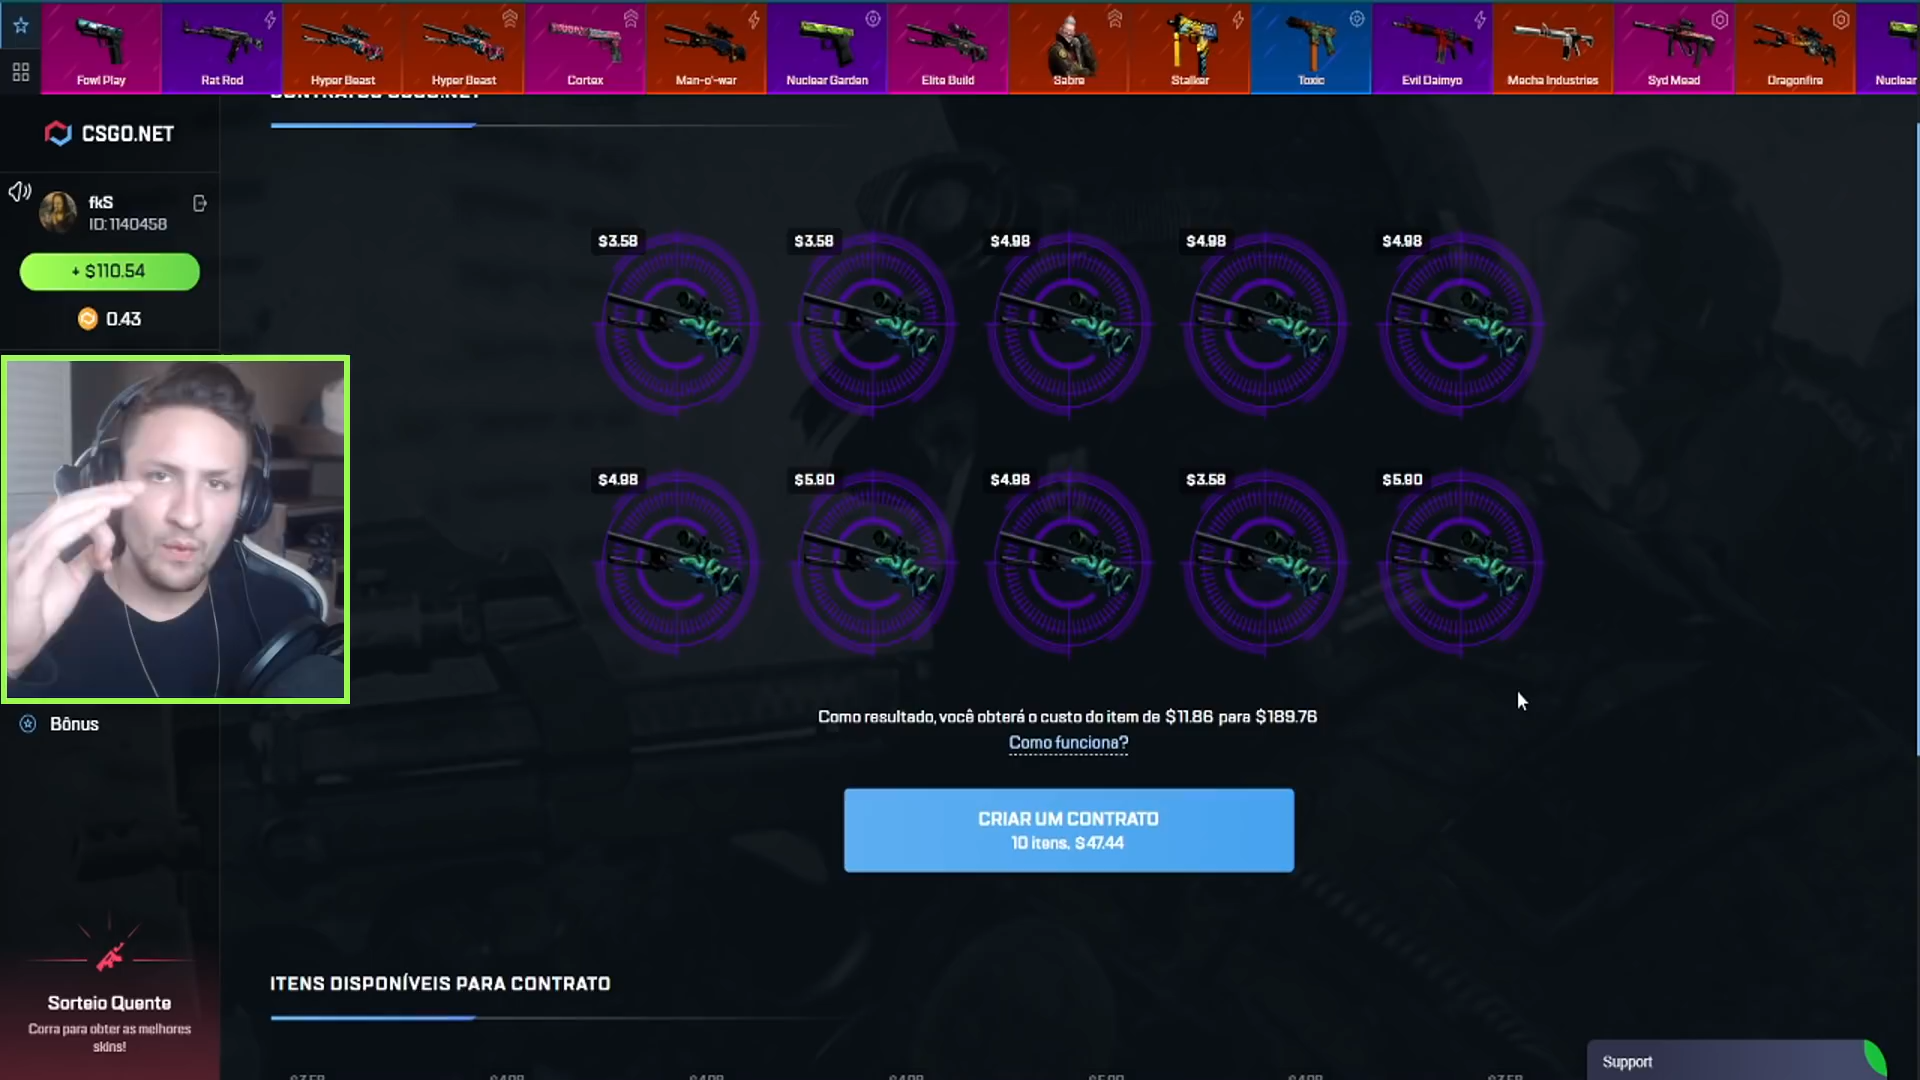 Fowl Play
Rat Rod
Hyper Beast
Hyper Beast
Cortex
Man-o'-war
Nuclear Garden
Elite Build
Sabre
Stalker
Toxic
Evil Daimyo
Mecha Industries
Syd Mead
Dragonfire
Nuclear
CONTRATOS CSGO.NET
CSGO.NET
fkS
ID: 1140458
+ $110.54
0.43
Bônus
$3.58
$3.58
$4.98
$4.98
$4.98
$4.98
$5.90
$4.98
$3.58
$5.90
Como resultado, você obterá o custo do item de $11.86 para $189.76
Como funciona?
CRIAR UM CONTRATO
10 itens. $47.44
ITENS DISPONÍVEIS PARA CONTRATO
Sorteio Quente
Corra para obter as melhores
skins!
Support